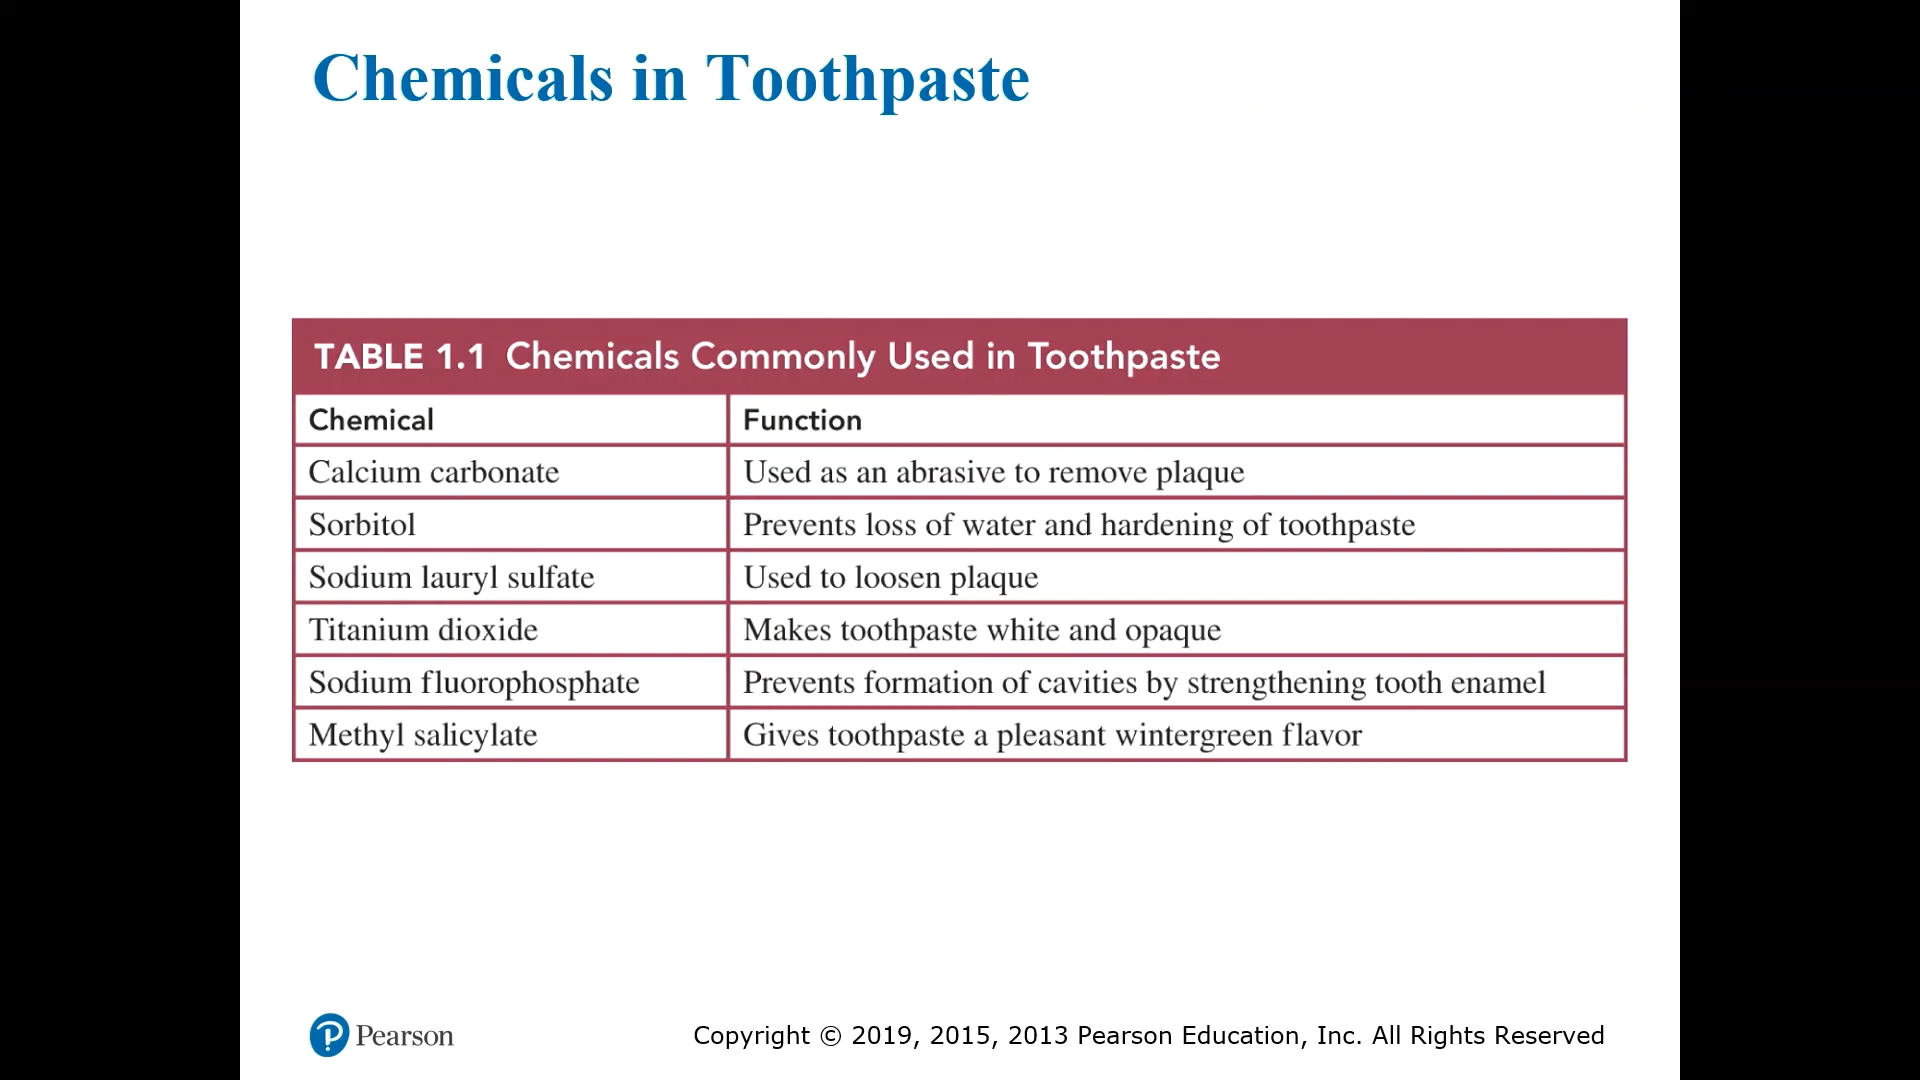 Chemicals in Toothpaste
TABLE 1.1 Chemicals Commonly Used in Toothpaste
Chemical Function
Calcium carbonate Used as an abrasive to remove plaque
Sorbitol Prevents loss of water and hardening of toothpaste
Sodium lauryl sulfate Used to loosen plaque
Titanium dioxide Makes toothpaste white and opaque
Sodium fluorophosphate Prevents formation of cavities by strengthening tooth enamel
Methyl salicylate Gives toothpaste a pleasant wintergreen flavor
Pearson Copyright © 2019, 2015, 2013 Pearson Education, Inc. All Rights Reserved